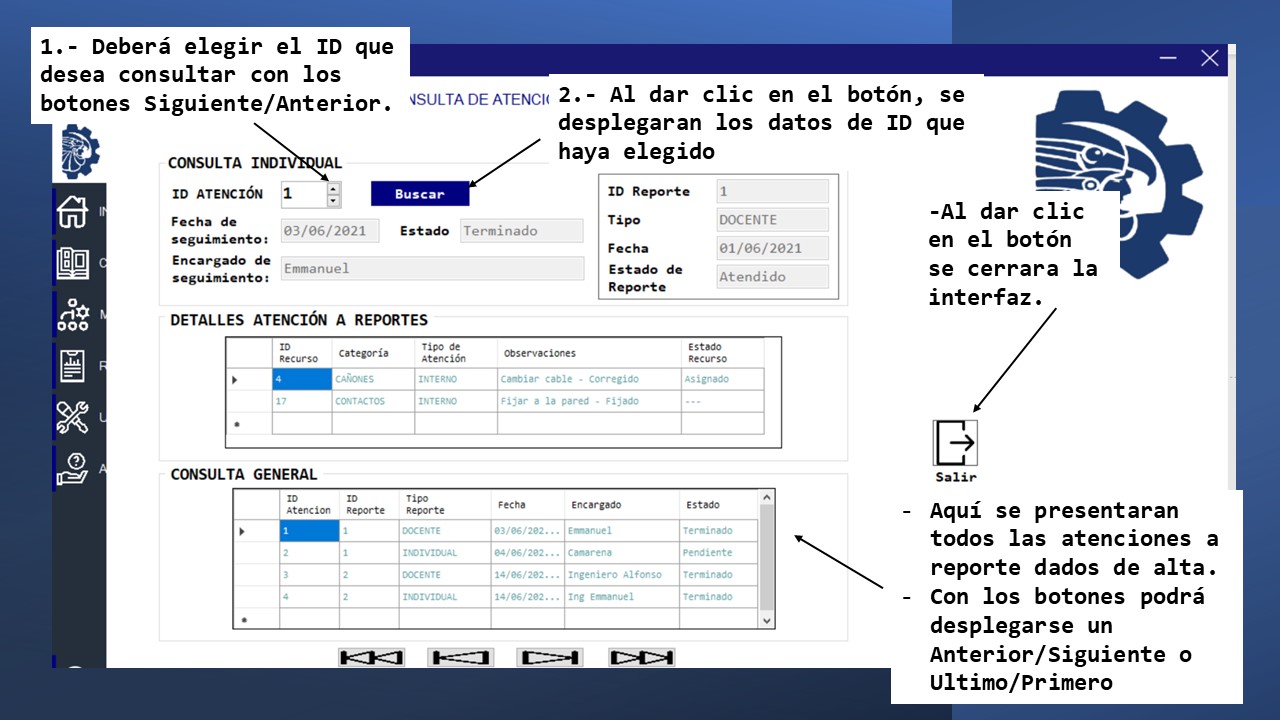 1.- Deberá elegir el ID que
desea consultar con los
botones Siguiente/Anterior.
NSULTA DE ATENCIO
2.- Al dar clic en el botón, se
desplegaran los datos de ID que
haya elegido
CONSULTA INDIVIDUAL
ID ATENCIÓN 1 Buscar
Fecha de
seguimiento: 03/06/2021 Estado Terminado
Encargado de
seguimiento: Emmanuel
ID Reporte 1
Tipo DOCENTE
Fecha 01/06/2021
Estado de
Reporte Atendido
-Al dar clic
en el botón
se cerrara la
interfaz.
I
C
M
R
U
A
DETALLES ATENCIÓN A REPORTES
ID Recurso Categoría Tipo de Atención Observaciones Estado Recurso
4 CAÑONES INTERNO Cambiar cable - Corregido Asignado
17 CONTACTOS INTERNO Fijar a la pared - Fijado ---
Salir
CONSULTA GENERAL
ID Atencion ID Reporte Tipo Reporte Fecha Encargado Estado
1 1 DOCENTE 03/06/202... Emmanuel Terminado
2 1 INDIVIDUAL 04/06/202... Camarena Pendiente
3 2 DOCENTE 14/06/202... Ingeniero Alfonso Terminado
4 2 INDIVIDUAL 14/06/202... Ing Emmanuel Terminado
- Aquí se presentaran
todos las atenciones a
reporte dados de alta.
- Con los botones podrá
desplegarse un
Anterior/Siguiente o
Ultimo/Primero